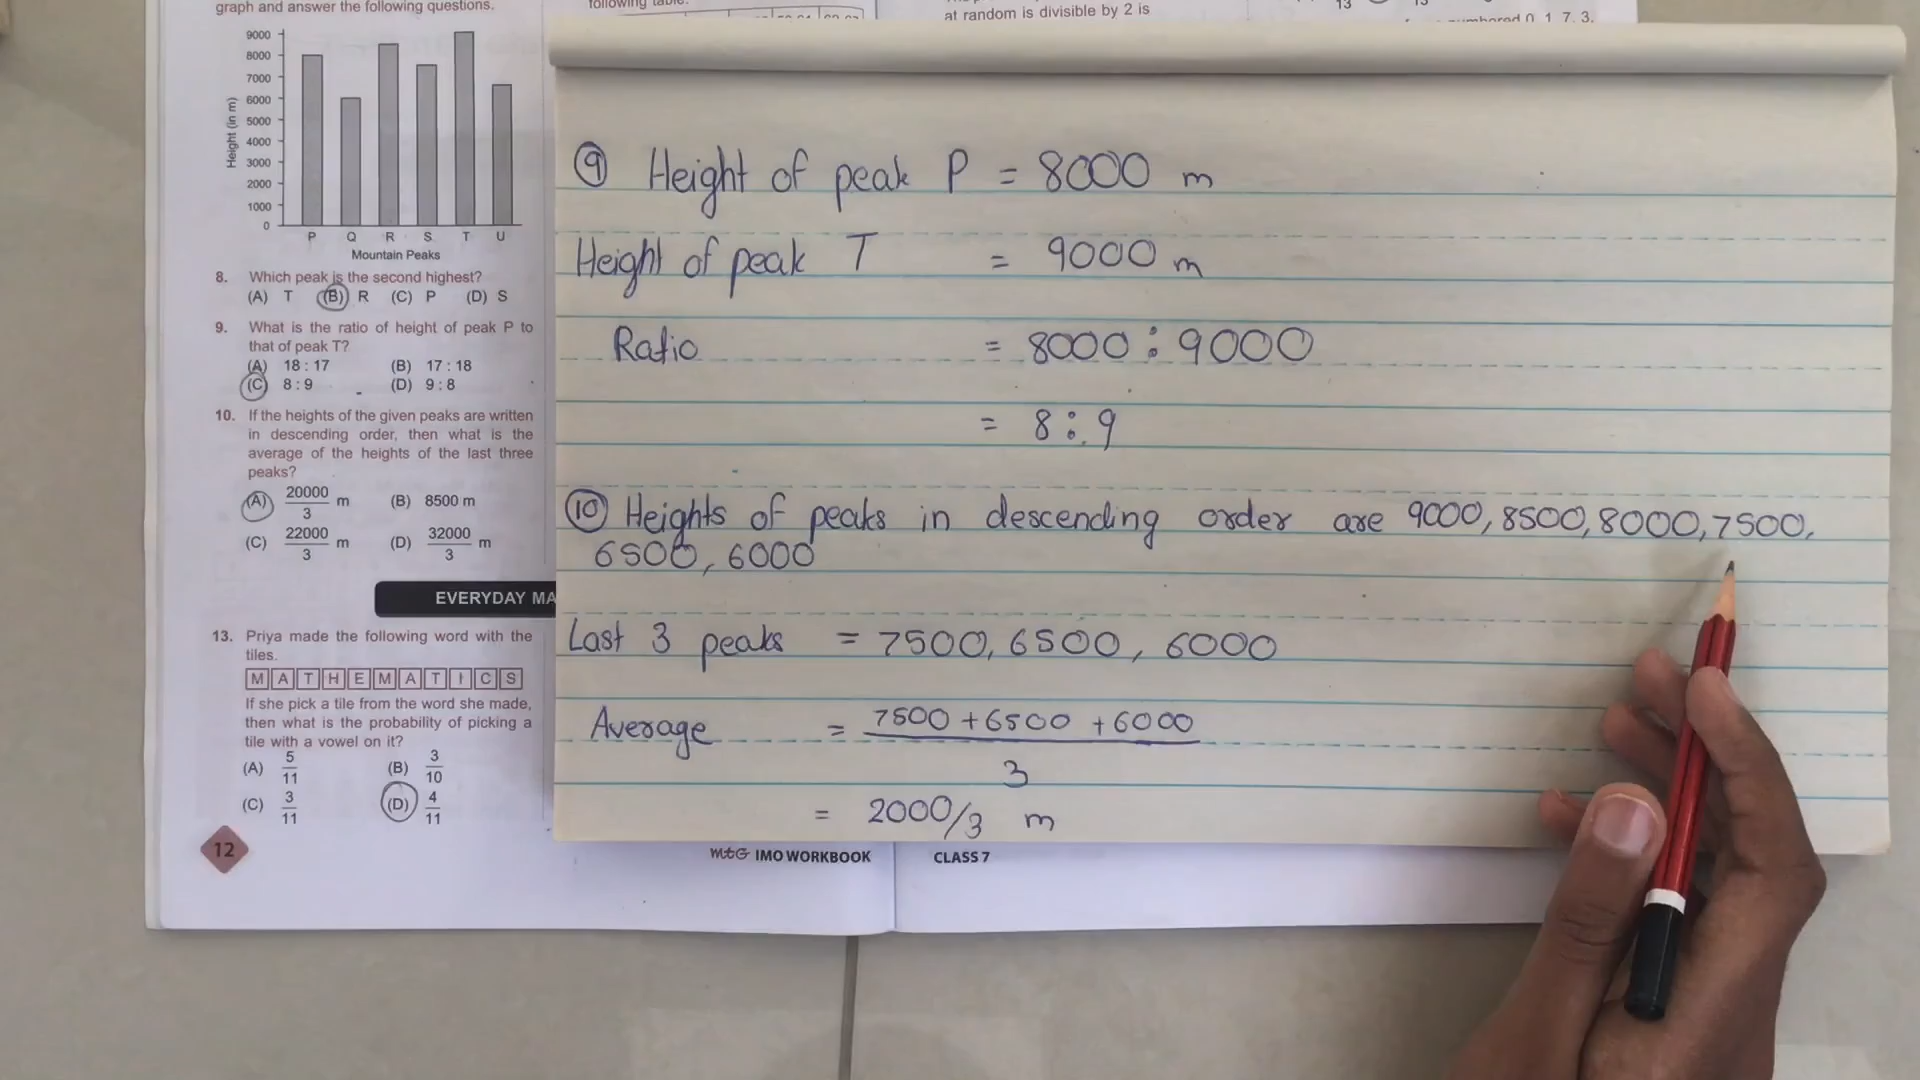 graph and answer the following questions.
following table.
at random is divisible by 2 is
13
13
numbered 0, 1, 7, 3,
9000
8000
7000
6000
5000
4000
3000
2000
1000
0
Height (in m)
P Q R S T U
Mountain Peaks
8. Which peak is the second highest?
(A) T (B) R (C) P (D) S
9. What is the ratio of height of peak P to
that of peak T?
(A) 18 : 17 (B) 17 : 18
(C) 8 : 9 (D) 9 : 8
10. If the heights of the given peaks are written
in descending order, then what is the
average of the heights of the last three
peaks?
(A) 20000/3 m (B) 8500 m
(C) 22000/3 m (D) 32000/3 m
EVERYDAY MA
13. Priya made the following word with the
tiles.
M A T H E M A T I C S
If she pick a tile from the word she made,
then what is the probability of picking a
tile with a vowel on it?
(A) 5/11 (B) 3/10
(C) 3/11 (D) 4/11
12
mtG IMO WORKBOOK CLASS 7
9 Height of peak P = 8000 m
Height of peak T = 9000 m
Ratio = 8000 : 9000
= 8 : 9
10 Heights of peaks in descending order are 9000, 8500, 8000, 7500,
6500, 6000
Last 3 peaks = 7500, 6500, 6000
Average = 7500 + 6500 + 6000
3
= 2000/3 m